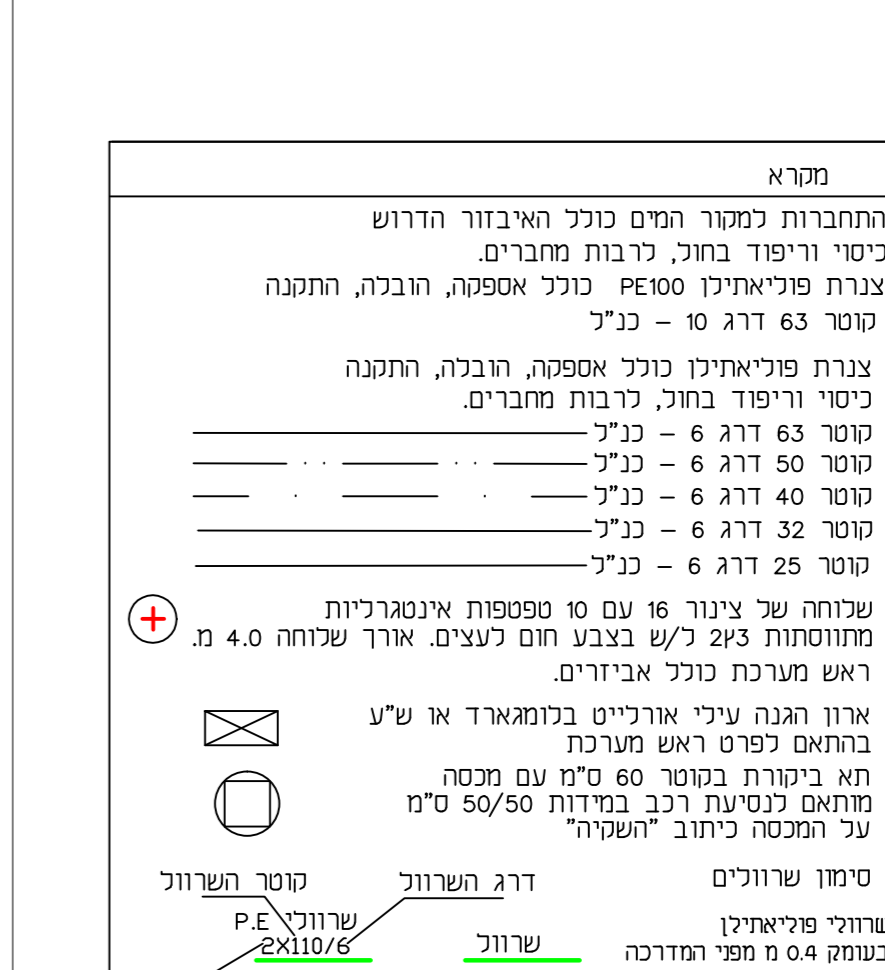 מקרא
התחברות למקור המים כולל האיבזור הדרוש
כיסוי וריפוד בחול, לרבות מחברים.
צנרת פוליאתילן PE100 כולל אספקה, הובלה, התקנה
קוטר 63 דרג 10 – כנ"ל
צנרת פוליאתילן כולל אספקה, הובלה, התקנה
כיסוי וריפוד בחול, לרבות מחברים.
קוטר 63 דרג 6 – כנ"ל
קוטר 50 דרג 6 – כנ"ל
קוטר 40 דרג 6 – כנ"ל
קוטר 32 דרג 6 – כנ"ל
קוטר 25 דרג 6 – כנ"ל
שלוחה של צינור 16 עם 10 טפטפות אינטגרליות
מתווסתות 2ץ3 ל/ש בצבע חום לעצים. אורך שלוחה 4.0 מ.
ראש מערכת כולל אביזרים.
ארון הגנה עילי אורלייט בלומגארד או ש"ע
בהתאם לפרט ראש מערכת
תא ביקורת בקוטר 60 ס"מ עם מכסה
מותאם לנסיעת רכב במידות 50/50 ס"מ
על המכסה כיתוב "השקיה"
סימון שרוולים
דרג השרוול
קוטר השרוול
שרוולי פוליאתילן
בעומק 0.4 מ מפני המדרכה
שרוול
שרוולי P.E
2X110/6